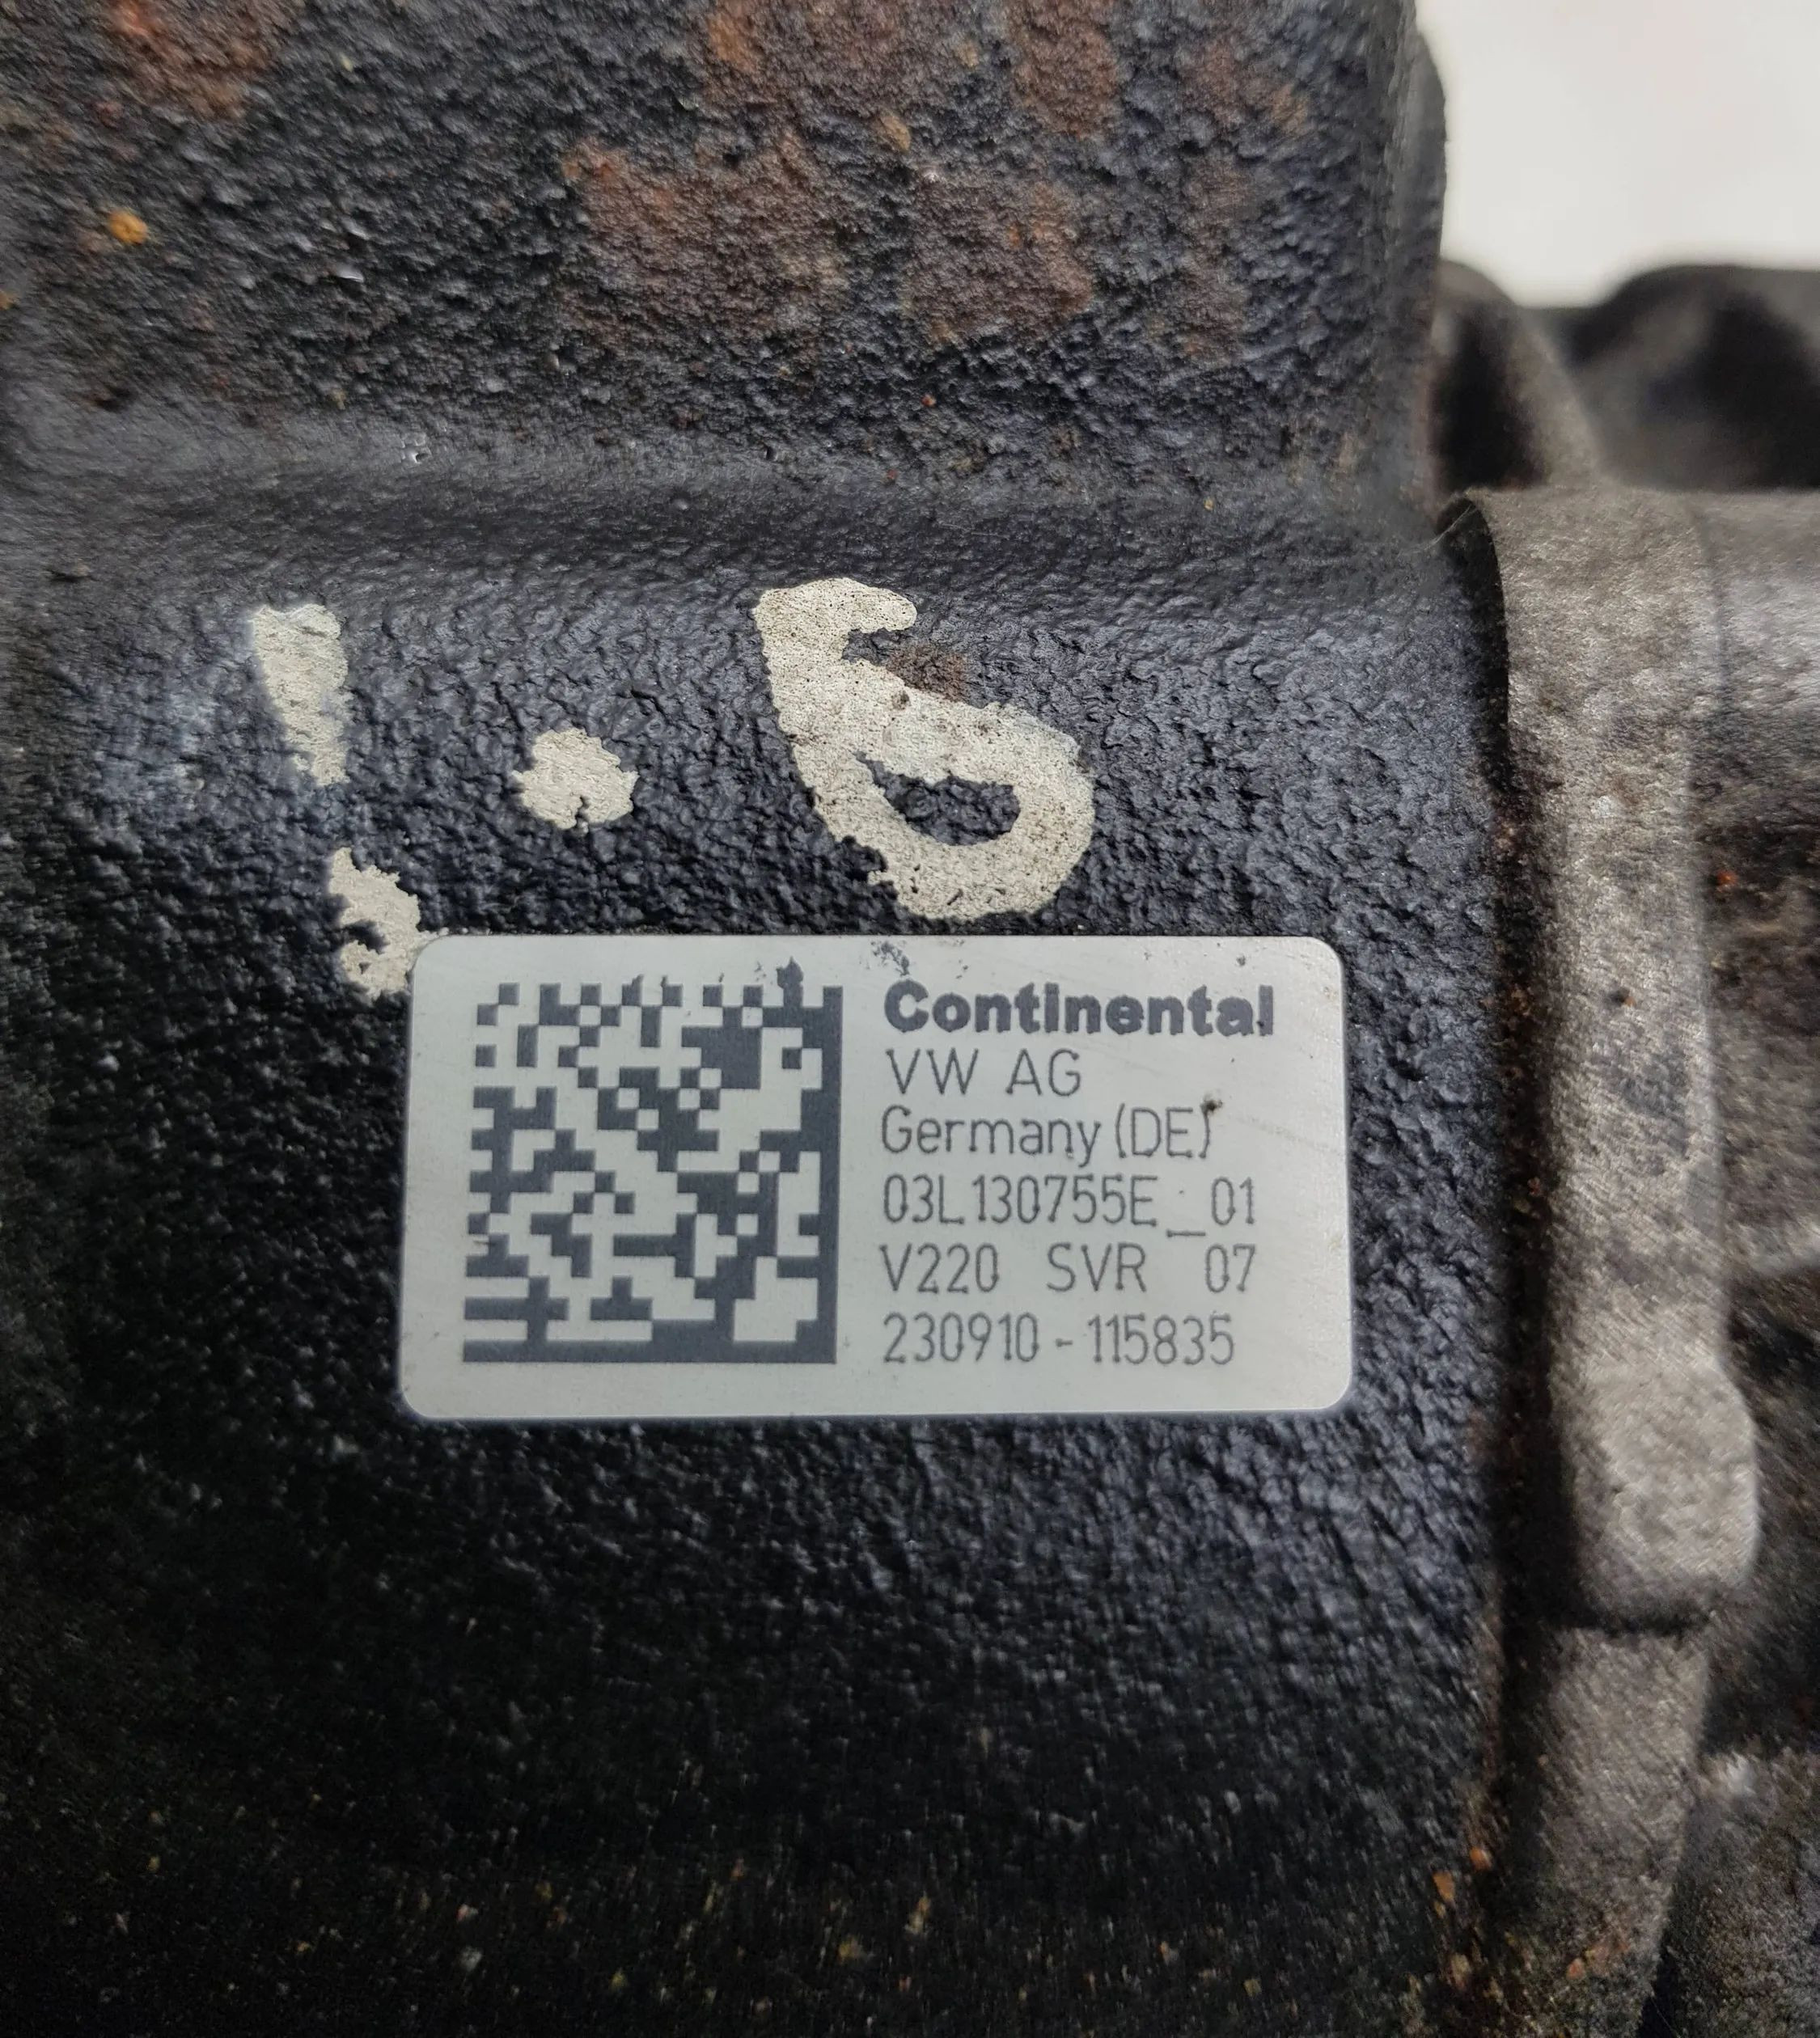 1.6
Continental
VW AG
Germany (DE)
03L130755E_01
V220 SVR 07
230910-115835